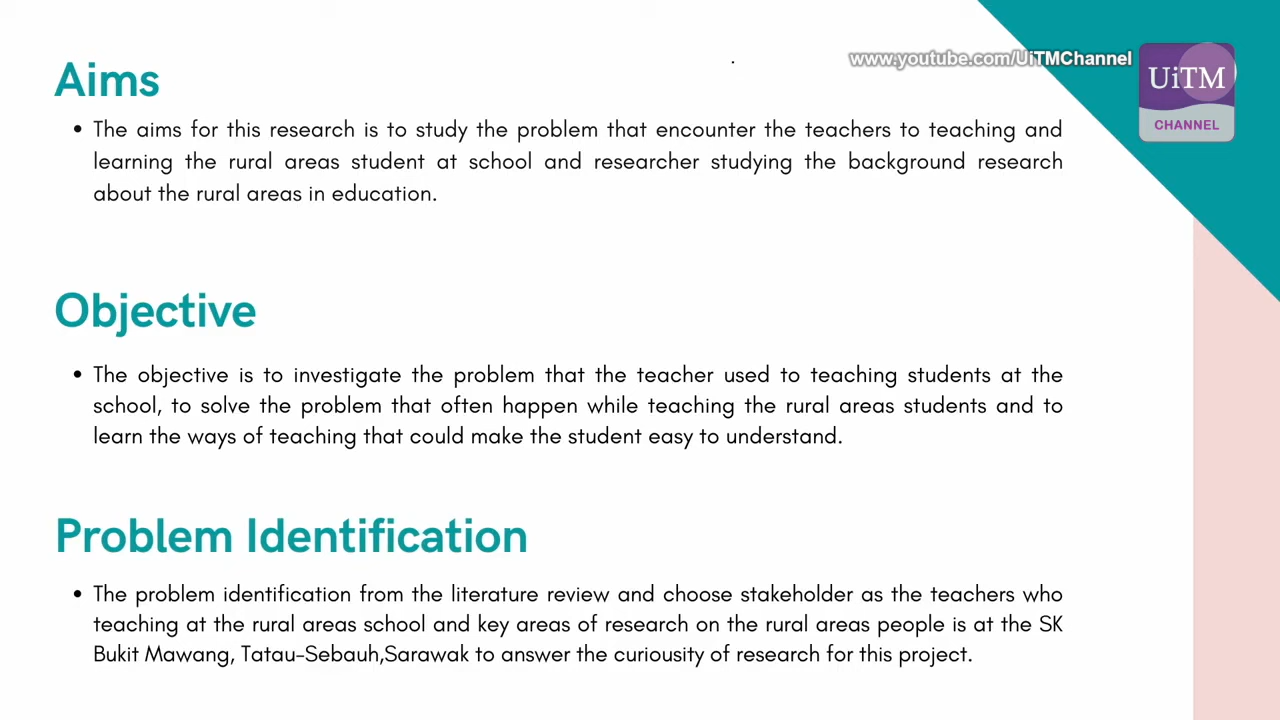 www.youtube.com/UiTMChannel
UiTM
CHANNEL
Aims
• The aims for this research is to study the problem that encounter the teachers to teaching and
learning the rural areas student at school and researcher studying the background research
about the rural areas in education.
Objective
• The objective is to investigate the problem that the teacher used to teaching students at the
school, to solve the problem that often happen while teaching the rural areas students and to
learn the ways of teaching that could make the student easy to understand.
Problem Identification
• The problem identification from the literature review and choose stakeholder as the teachers who
teaching at the rural areas school and key areas of research on the rural areas people is at the SK
Bukit Mawang, Tatau-Sebauh,Sarawak to answer the curiousity of research for this project.